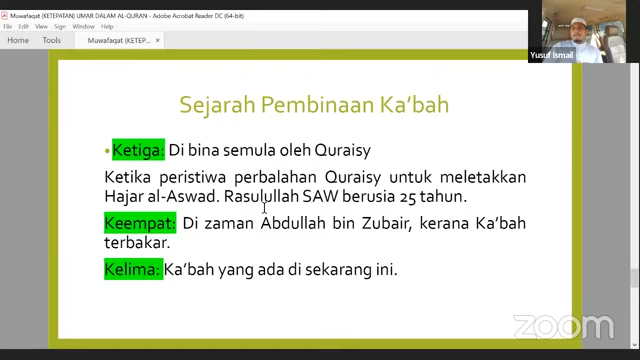 Muwafaqat (KETEPATAN) UMAR DALAM AL-QURAN - Adobe Acrobat Reader DC (64-bit)
File Edit View Sign Window Help
Home Tools Muwafaqat (KETEP... ×
Yusuf Ismail
Sejarah Pembinaan Ka’bah
• Ketiga: Di bina semula oleh Quraisy
Ketika peristiwa perbalahan Quraisy untuk meletakkan
Hajar al-Aswad. Rasulullah SAW berusia 25 tahun.
Keempat: Di zaman Abdullah bin Zubair, kerana Ka’bah
terbakar.
Kelima: Ka’bah yang ada di sekarang ini.
zoom